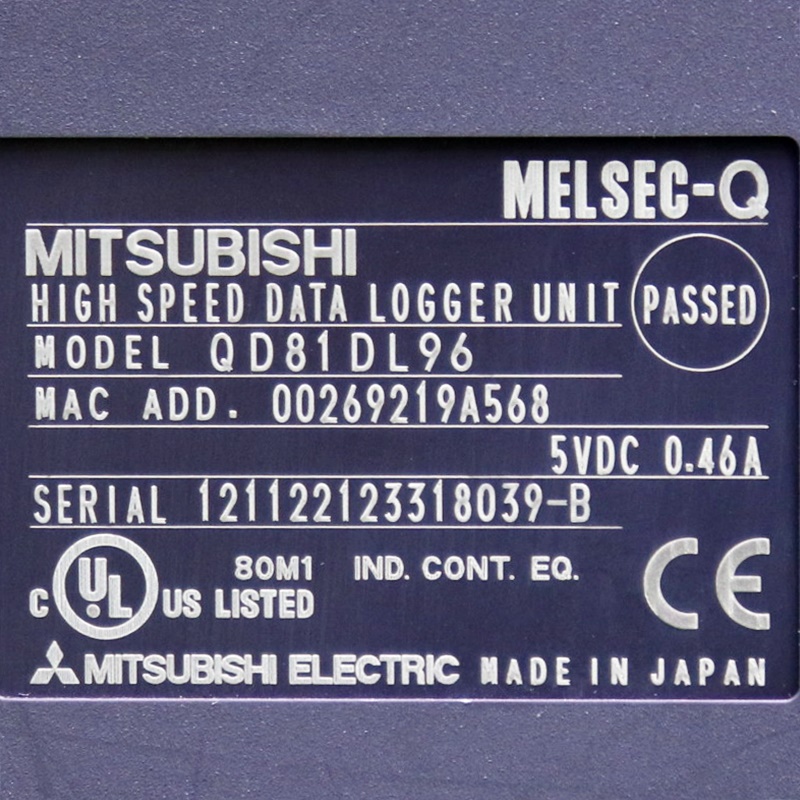 MELSEC-Q
MITSUBISHI
HIGH SPEED DATA LOGGER UNIT
PASSED
MODEL QD81DL96
MAC ADD. 00269219A568
5VDC 0.46A
SERIAL 121122123318039-B
80M1 IND. CONT. EQ.
C UL US LISTED
CE
MITSUBISHI ELECTRIC MADE IN JAPAN